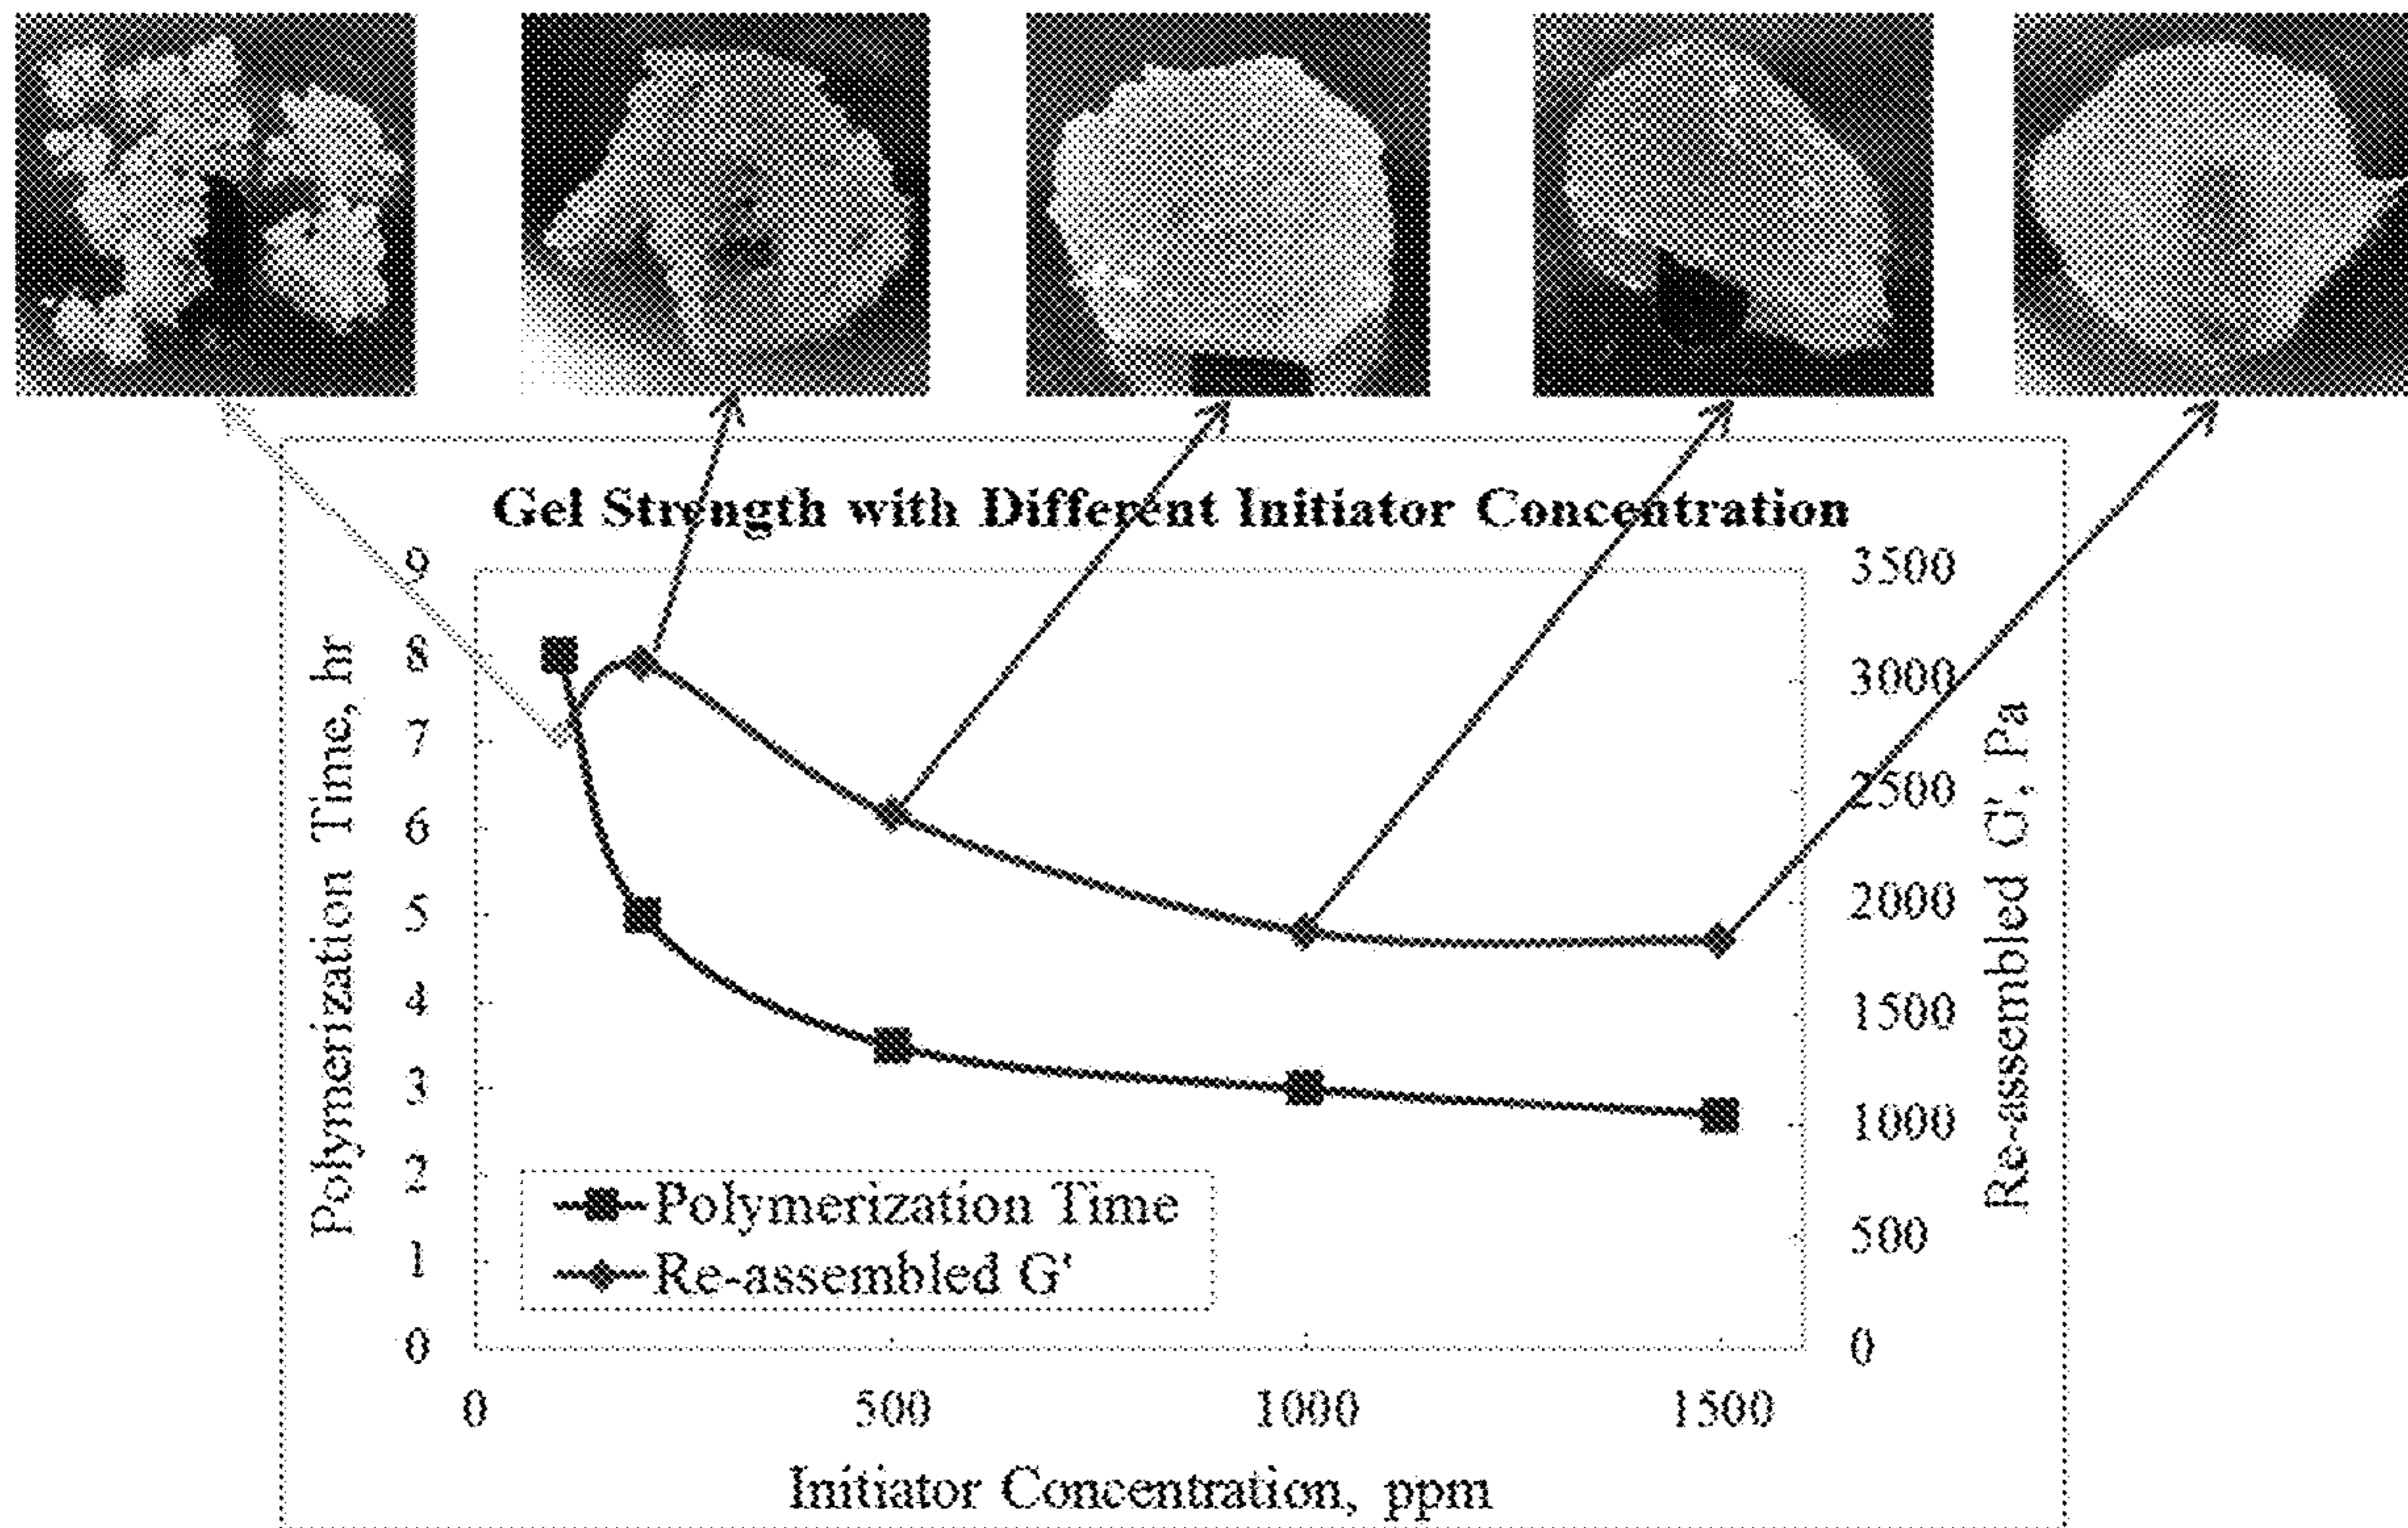 Gel Strength with Different Initiator Concentration
9
8
7
6
5
4
3
2
1
0
Polymerization Time, hr
3500
3000
2500
2000
1500
1000
500
0
Re-assembled G', Pa
Polymerization Time
Re-assembled G'
0 500 1000 1500
Initiator Concentration, ppm